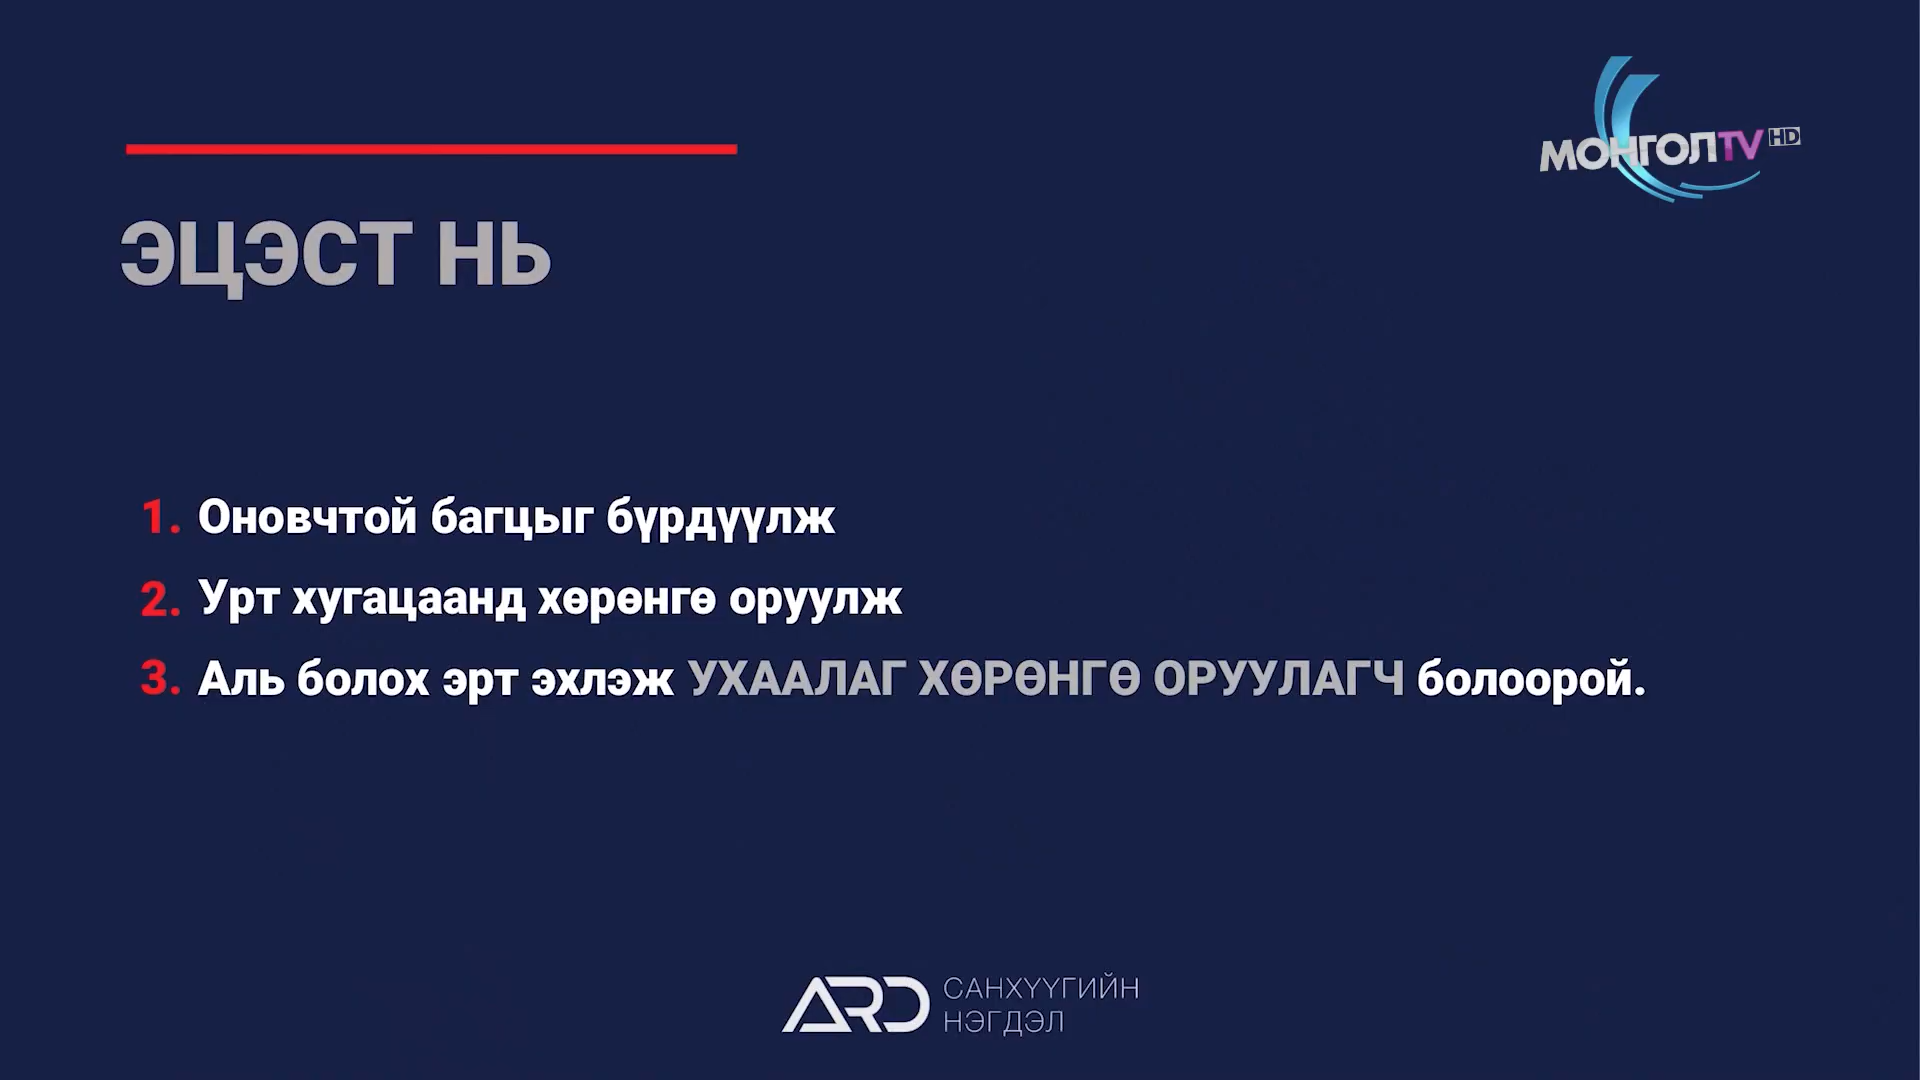 МОНГОЛTV HD
ЭЦЭСТ НЬ
1. Оновчтой багцыг бүрдүүлж
2. Урт хугацаанд хөрөнгө оруулж
3. Аль болох эрт эхлэж УХААЛАГ ХӨРӨНГӨ ОРУУЛАГЧ болоорой.
ARD САНХҮҮГИЙН
НЭГДЭЛ